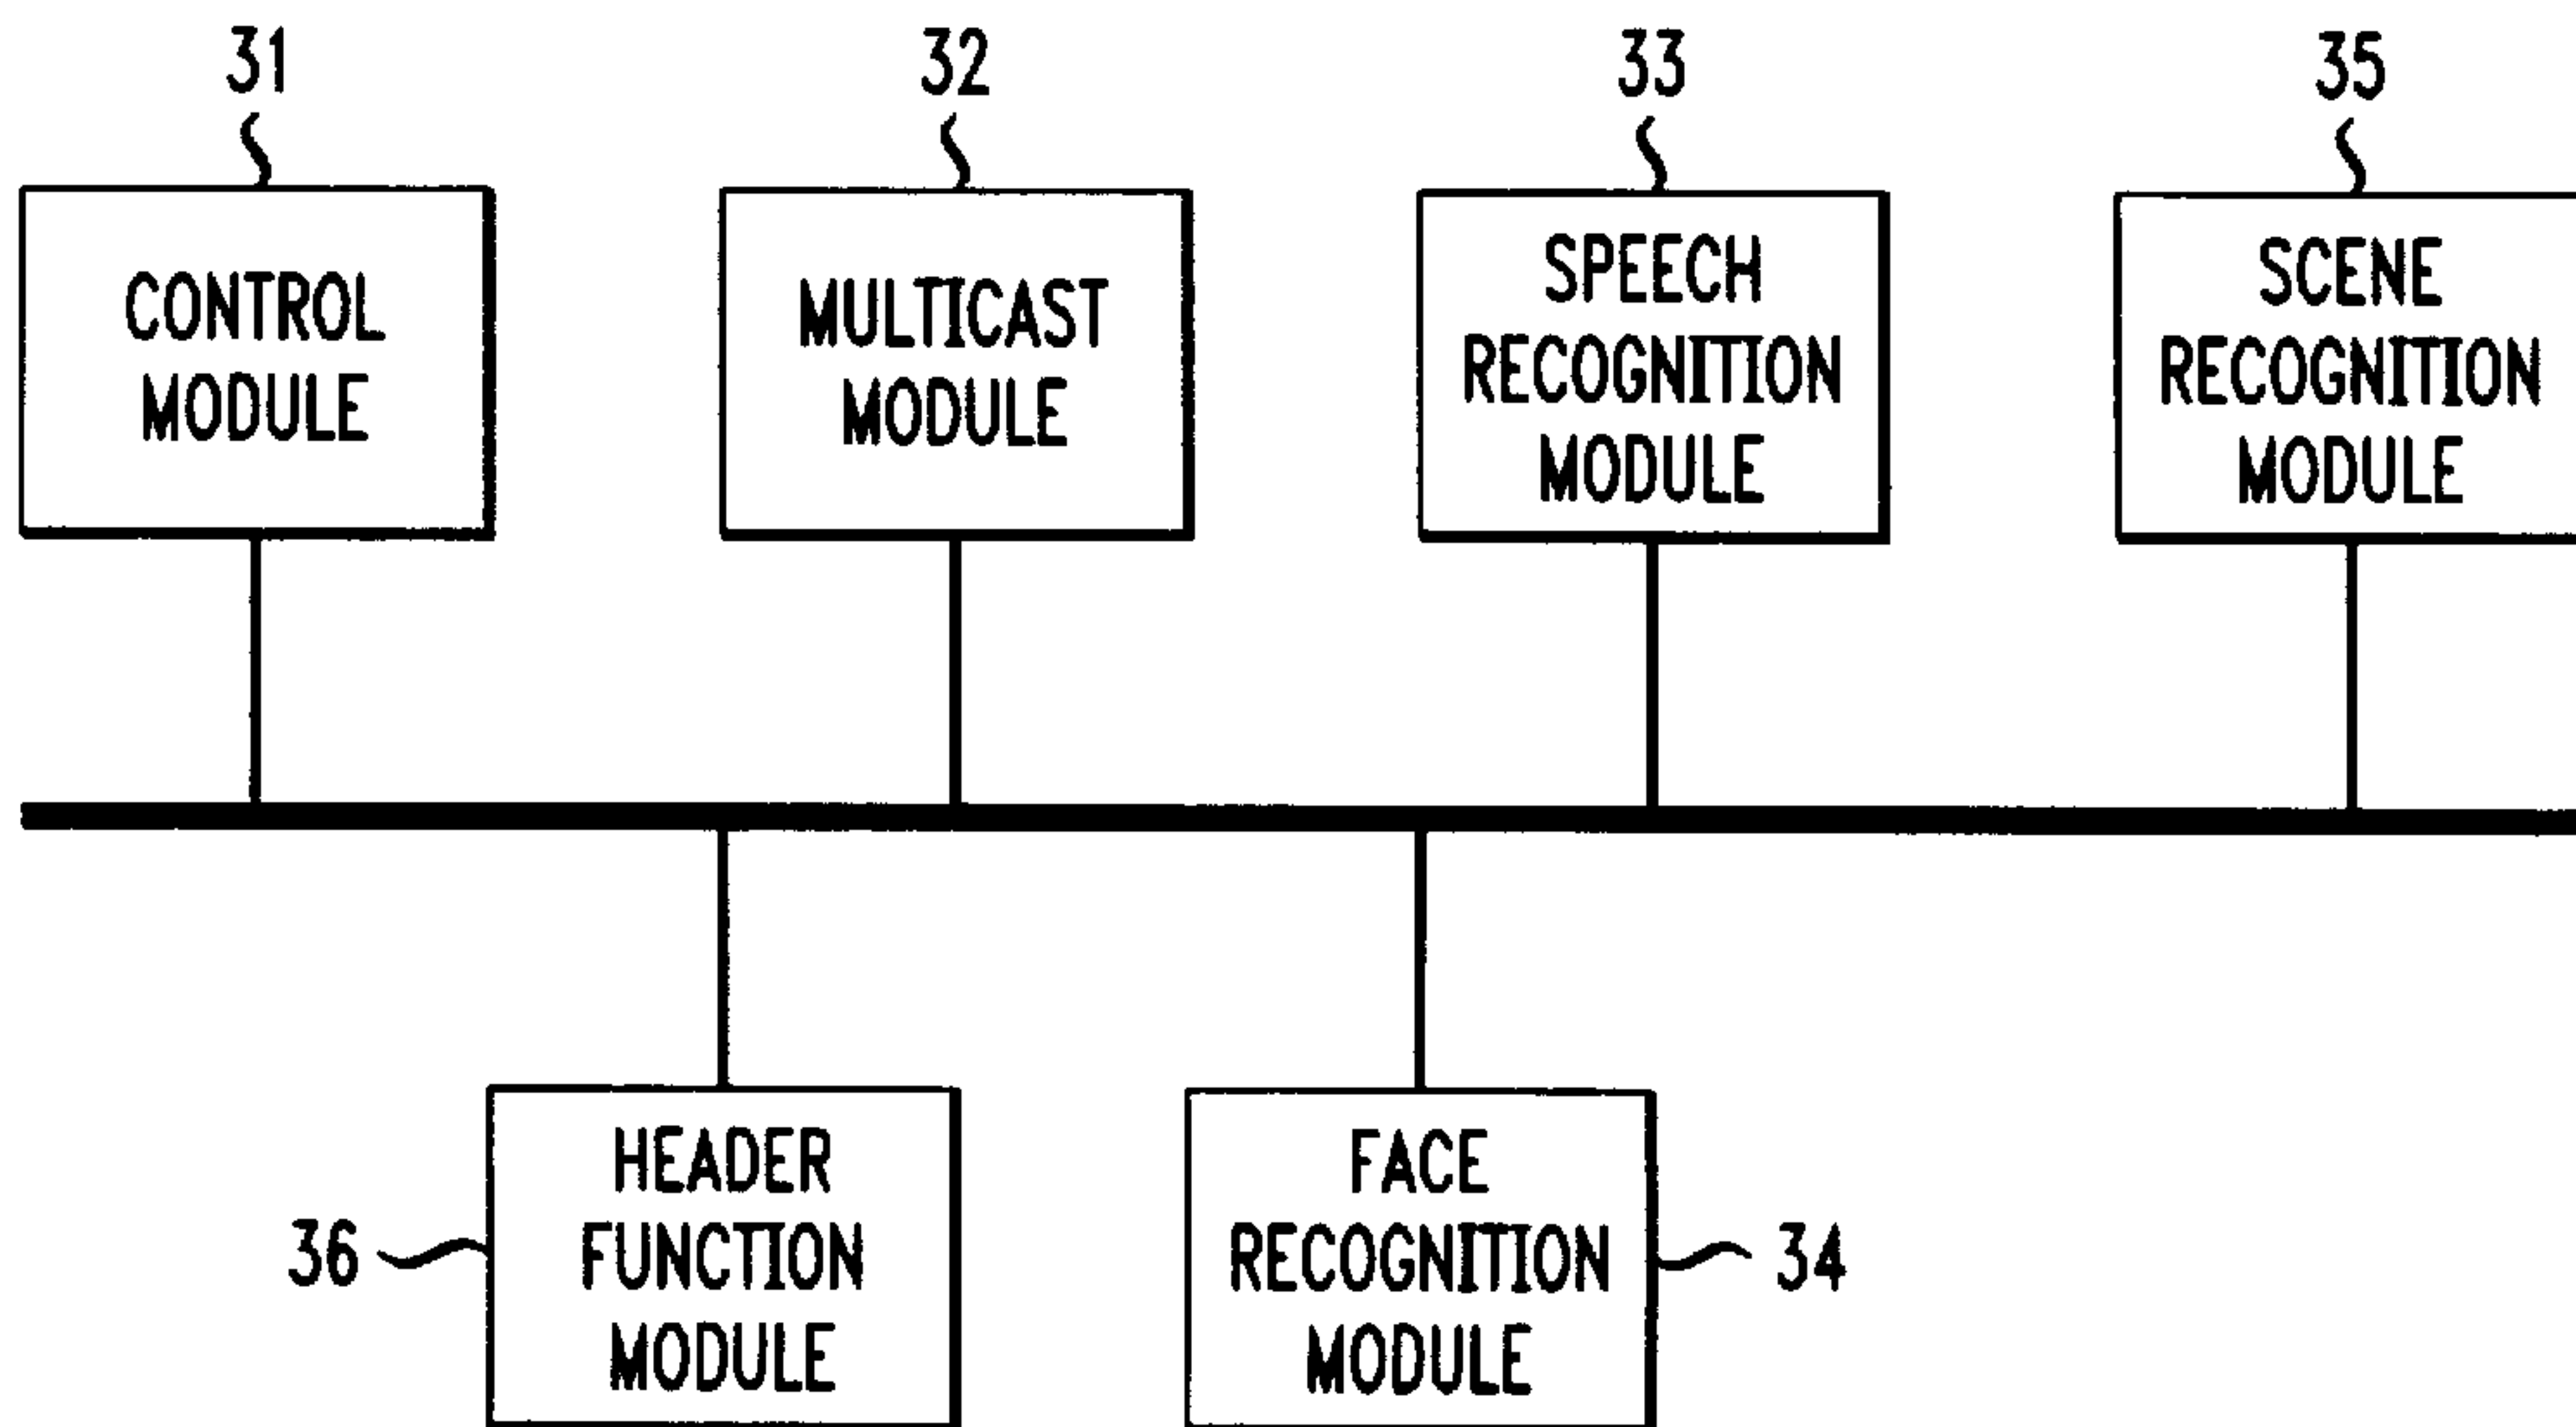 31
CONTROL
MODULE
32
MULTICAST
MODULE
33
SPEECH
RECOGNITION
MODULE
35
SCENE
RECOGNITION
MODULE
36
HEADER
FUNCTION
MODULE
FACE
RECOGNITION
MODULE
34